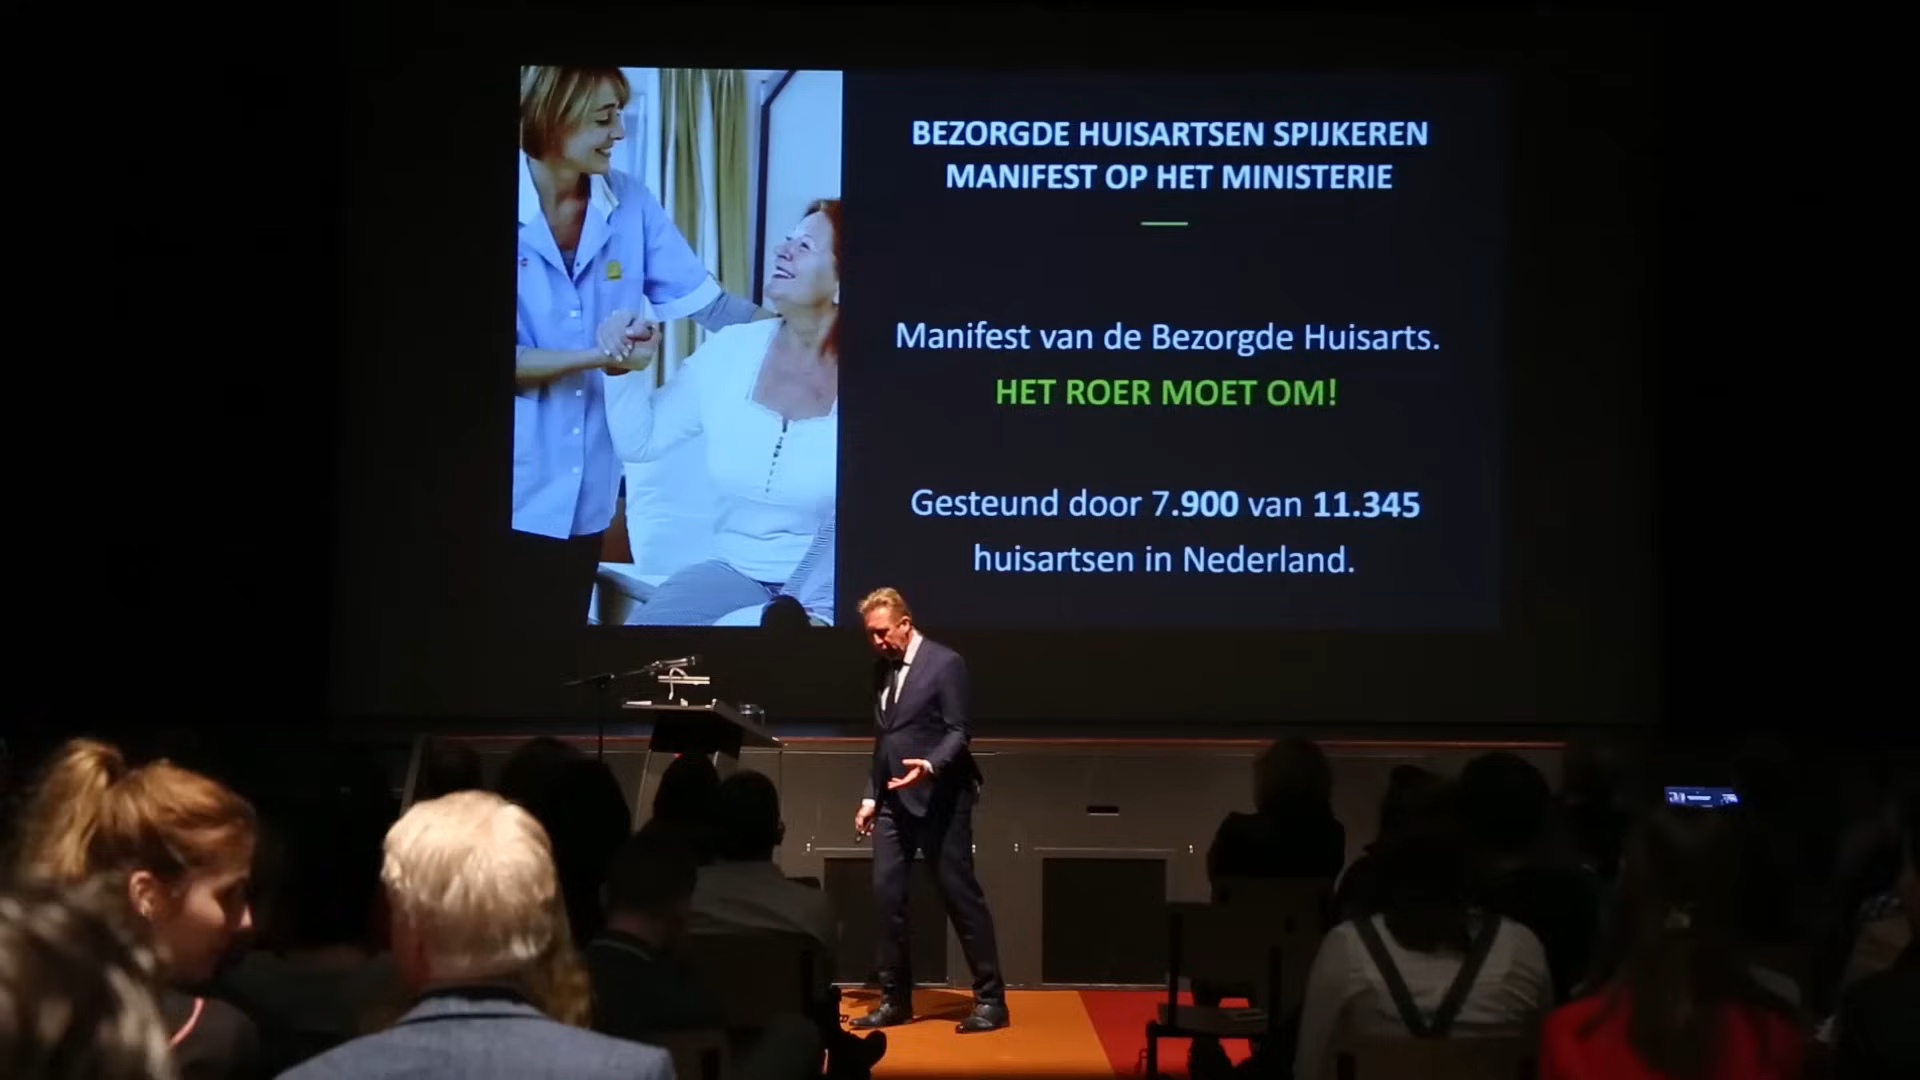 BEZORGDE HUISARTSEN SPIJKEREN
MANIFEST OP HET MINISTERIE
Manifest van de Bezorgde Huisarts.
HET ROER MOET OM!
Gesteund door 7.900 van 11.345
huisartsen in Nederland.